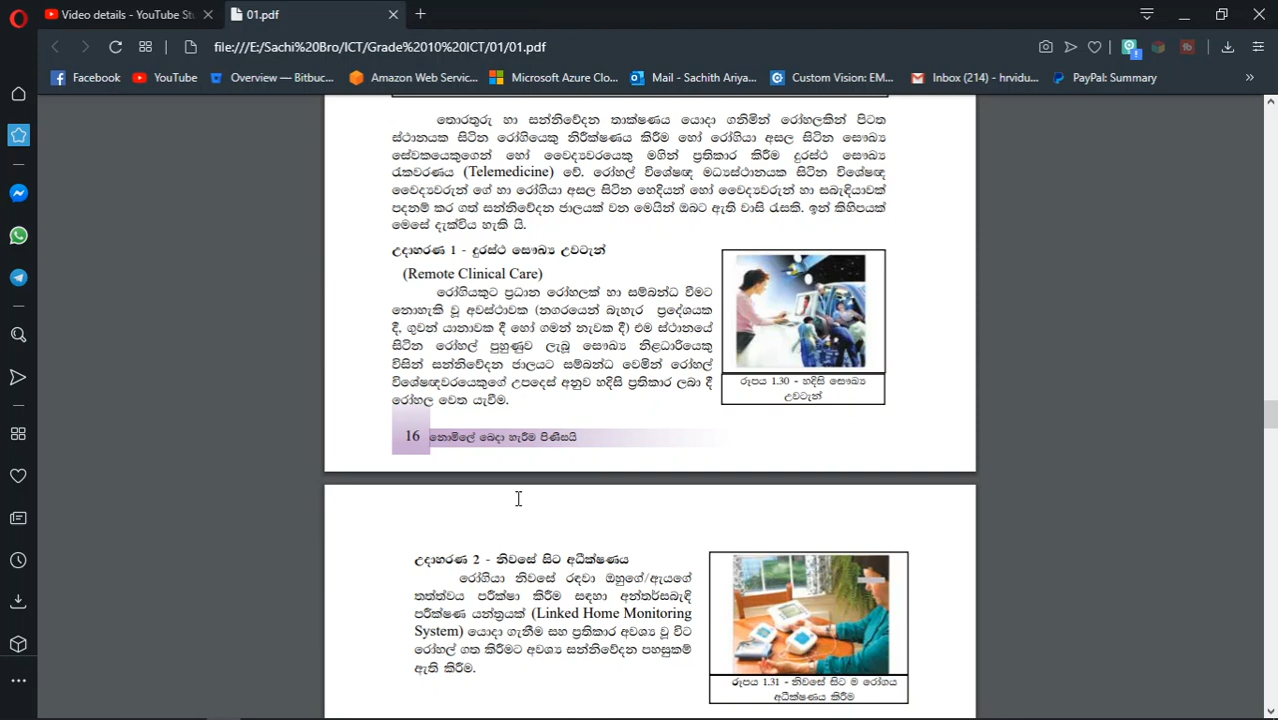 Video details - YouTube Stu
01.pdf
file:///E:/Sachi%20Bro/ICT/Grade%2010%20ICT/01/01.pdf
Facebook
YouTube
Overview — Bitbuc...
Amazon Web Servic...
Microsoft Azure Clo...
Mail - Sachith Ariya...
Custom Vision: EM...
Inbox (214) - hrvidu...
PayPal: Summary
තොරතුරු හා සන්නිවේදන තාක්ෂණය යොදා ගනිමින් රෝහලකින් පිටත
ස්ථානයක සිටින රෝගියෙකු නිරීක්ෂණය කිරීම හෝ රෝගියා අසල සිටින සෞඛ්‍ය
සේවකයෙකුගෙන් හෝ වෛද්‍යවරයෙකු මගින් ප්‍රතිකාර කිරීම දුරස්ථ සෞඛ්‍ය
රැකවරණය (Telemedicine) වේ. රෝහල් විශේෂඥ මධ්‍යස්ථානයක සිටින විශේෂඥ
වෛද්‍යවරුන් ගේ හා රෝගියා අසල සිටින හෙදියන් හෝ වෛද්‍යවරුන් හා සබැඳියාවක්
පදනම් කර ගත් සන්නිවේදන ජාලයක් වන මෙයින් ඔබට ඇති වාසි රැසකි. ඉන් කිහිපයක්
මෙසේ දැක්විය හැකි යි.
උදාහරණ 1 - දුරස්ථ සෞඛ්‍ය උවටැන්
(Remote Clinical Care)
රෝගියකුට ප්‍රධාන රෝහලක් හා සම්බන්ධ වීමට
නොහැකි වූ අවස්ථාවක (නගරයෙන් බැහැර ප්‍රදේශයක
දී, ගුවන් යානාවක දී හෝ ගමන් නැවක දී) එම ස්ථානයේ
සිටින රෝහල් පුහුණුව ලැබූ සෞඛ්‍ය නිළධාරියෙකු
විසින් සන්නිවේදන ජාලයට සම්බන්ධ වෙමින් රෝහල්
විශේෂඥවරයෙකුගේ උපදෙස් අනුව හදිසි ප්‍රතිකාර ලබා දී
රෝහල වෙත යැවීම.
රූපය 1.30 - හදිසි සෞඛ්‍ය
උවටැන්
16 නොමිලේ බෙදා හැරීම පිණිසයි
උදාහරණ 2 - නිවසේ සිට අධීක්ෂණය
රෝගියා නිවසේ රඳවා ඔහුගේ/ඇයගේ
තත්ත්වය පරීක්ෂා කිරීම සඳහා අන්තර්සබැඳි
පරීක්ෂණ යන්ත්‍රයක් (Linked Home Monitoring
System) යොදා ගැනීම සහ ප්‍රතිකාර අවශ්‍ය වූ විට
රෝහල් ගත කිරීමට අවශ්‍ය සන්නිවේදන පහසුකම්
ඇති කිරීම.
රූපය 1.31 - නිවසේ සිට ම රෝගය
අධීක්ෂණය කිරීම